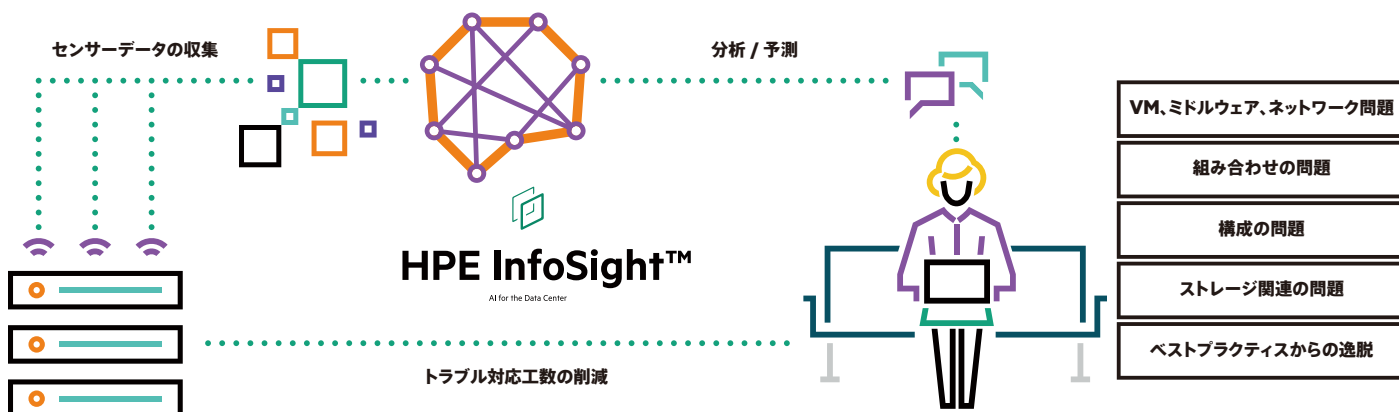 センサーデータの収集
分析 / 予測
VM、ミドルウェア、ネットワーク問題
組み合わせの問題
構成の問題
ストレージ関連の問題
ベストプラクティスからの逸脱
HPE InfoSight™
AI for the Data Center
トラブル対応工数の削減